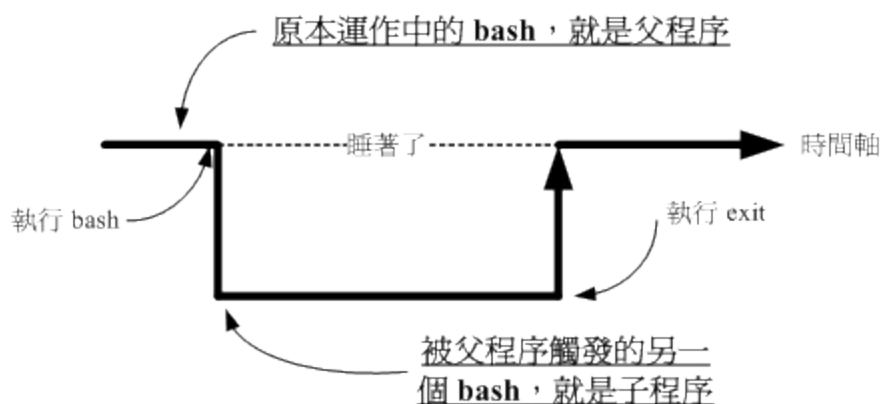 原本運作中的 bash，就是父程序
睡著了
時間軸
執行 bash
執行 exit
被父程序觸發的另一
個 bash，就是子程序